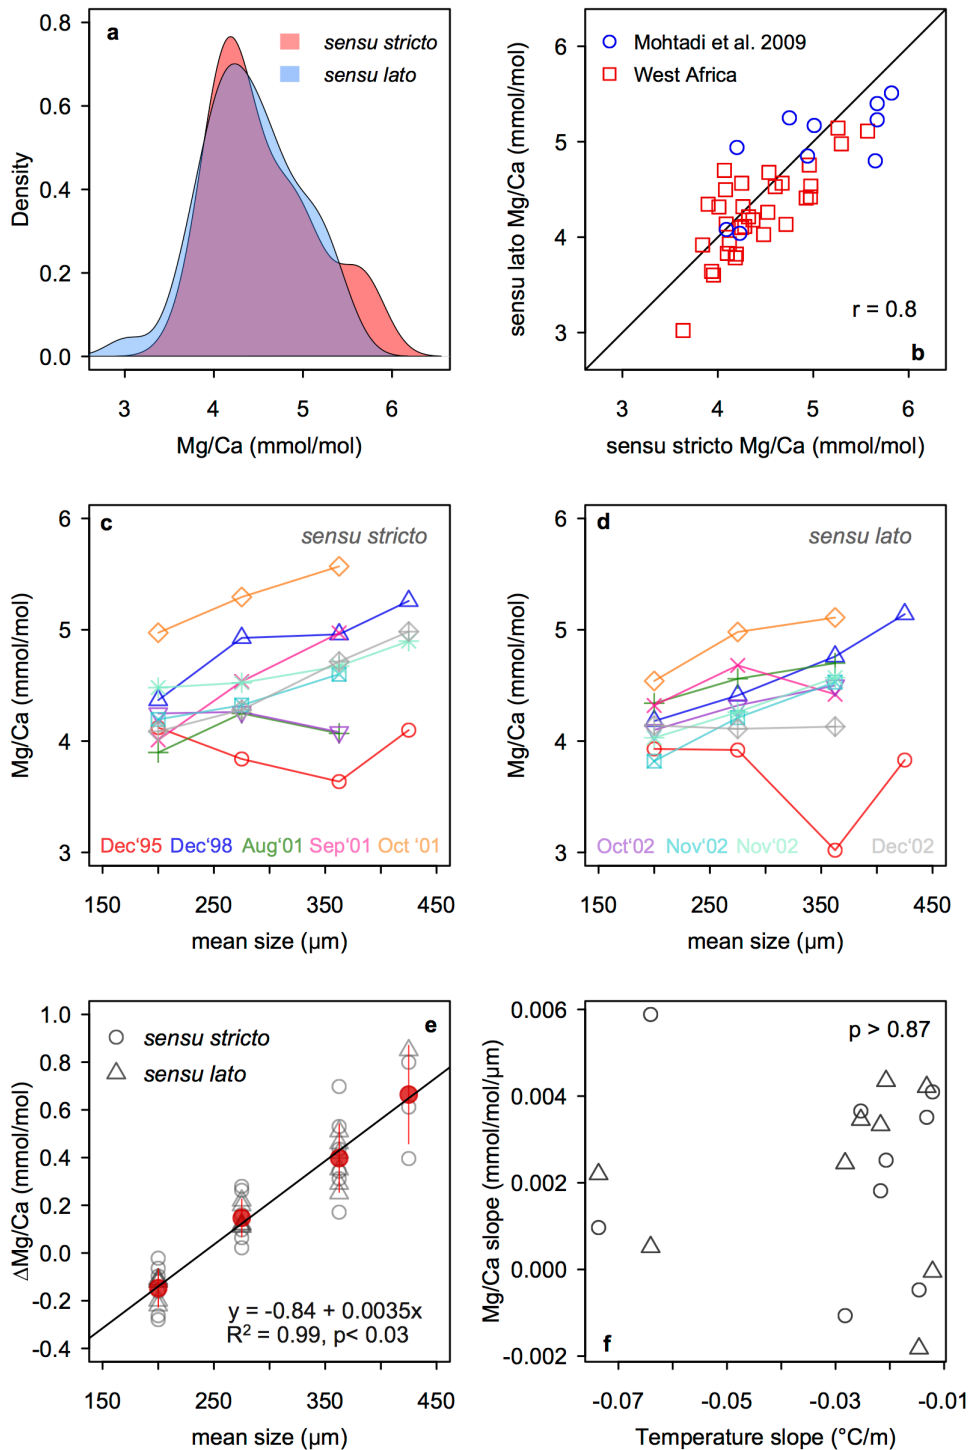 a
sensu stricto
sensu lato
0.8
0.6
0.4
0.2
0.0
Density
3 4 5 6
Mg/Ca (mmol/mol)
Mohtadi et al. 2009
West Africa
6
5
4
3
sensu lato Mg/Ca (mmol/mol)
r = 0.8
b
3 4 5 6
sensu stricto Mg/Ca (mmol/mol)
c
sensu stricto
6
5
4
3
Mg/Ca (mmol/mol)
Dec‘95 Dec‘98 Aug‘01 Sep‘01 Oct ‘01
150 250 350 450
mean size (µm)
d
sensu lato
6
5
4
3
Mg/Ca (mmol/mol)
Oct‘02 Nov‘02 Nov‘02 Dec‘02
150 250 350 450
mean size (µm)
e
sensu stricto
sensu lato
1.0
0.8
0.6
0.4
0.2
0.0
-0.2
-0.4
ΔMg/Ca (mmol/mol)
y = -0.84 + 0.0035x
R² = 0.99, p< 0.03
150 250 350 450
mean size (µm)
p > 0.87
0.006
0.004
0.002
0.000
-0.002
Mg/Ca slope (mmol/mol/µm)
f
-0.07 -0.05 -0.03 -0.01
Temperature slope (°C/m)